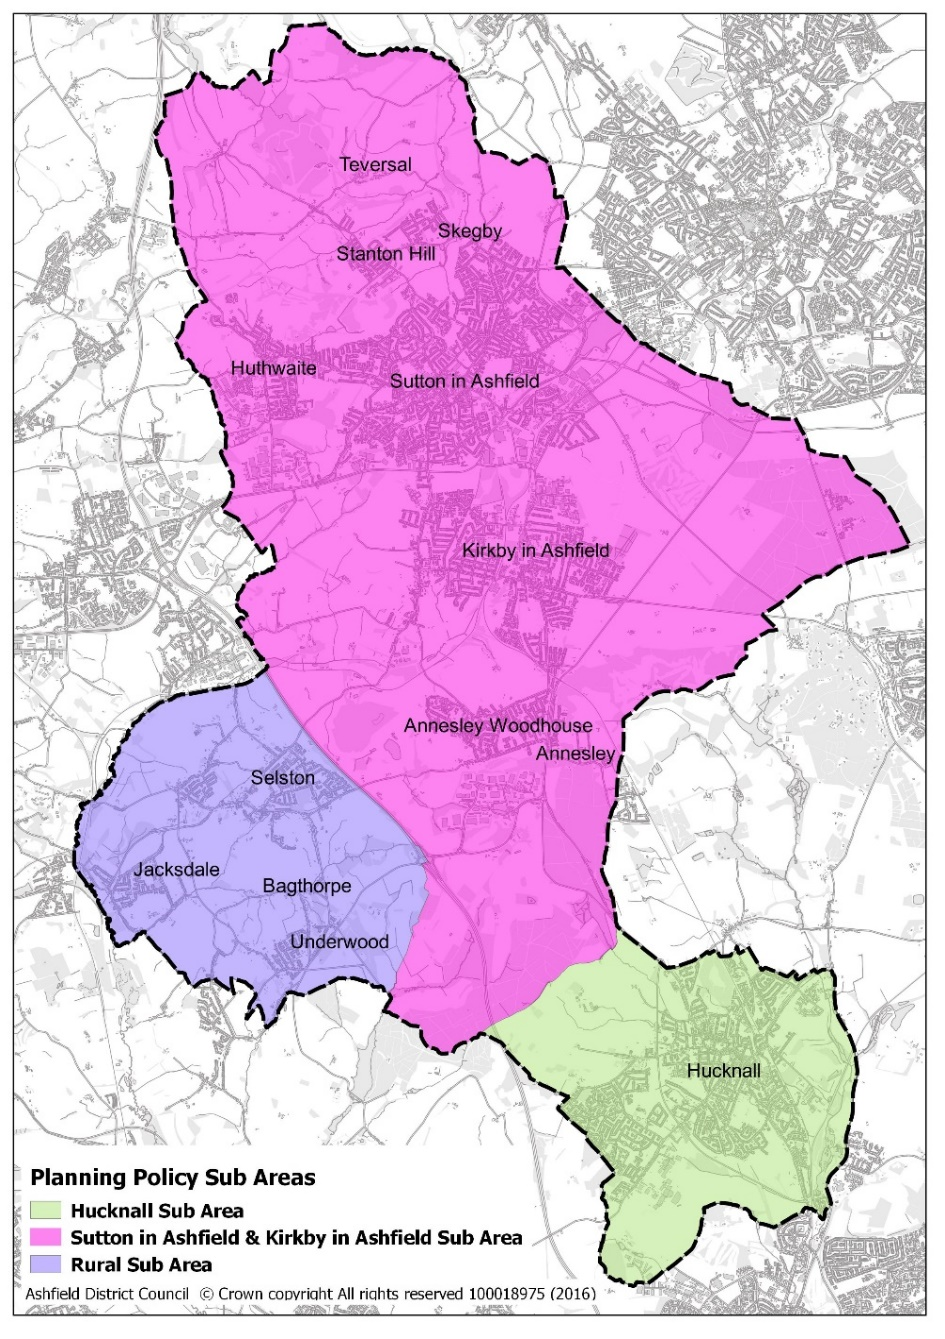 Teversal
Skegby
Stanton Hill
Huthwaite
Sutton in Ashfield
Kirkby in Ashfield
Annesley Woodhouse
Annesley
Selston
Jacksdale
Bagthorpe
Underwood
Hucknall
Planning Policy Sub Areas
Hucknall Sub Area
Sutton in Ashfield & Kirkby in Ashfield Sub Area
Rural Sub Area
Ashfield District Council © Crown copyright All rights reserved 100018975 (2016)